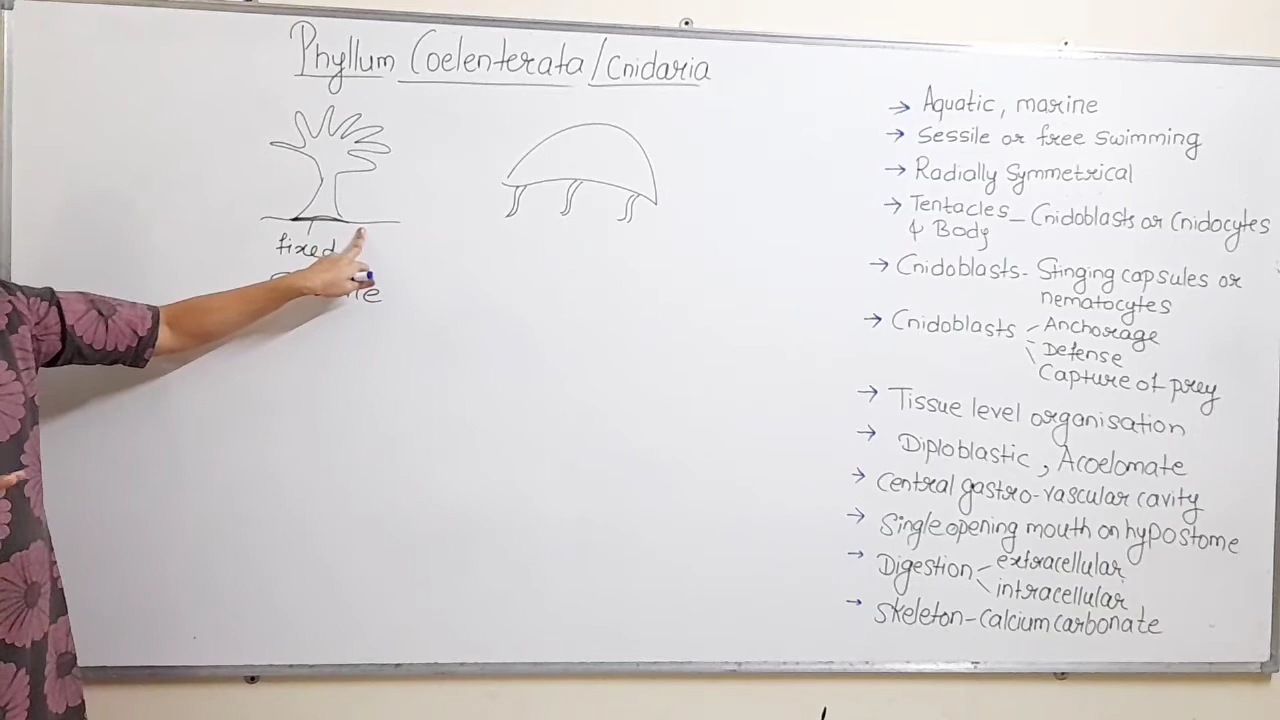 Phyllum Coelenterata/Cnidaria
fixed
→ Aquatic, marine
→ Sessile or free swimming
→ Radially Symmetrical
→ Tentacles - Cnidoblasts or Cnidocytes
& Body
→ Cnidoblasts - Stinging capsules or
nematocytes
→ Cnidoblasts - Anchorage
- Defense
\ Capture of prey
→ Tissue level organisation
→ Diploblastic, Acoelomate
→ Central gastro-vascular cavity
→ Single opening mouth on hypostome
→ Digestion - extracellular
\ intracellular
→ Skeleton - Calcium carbonate